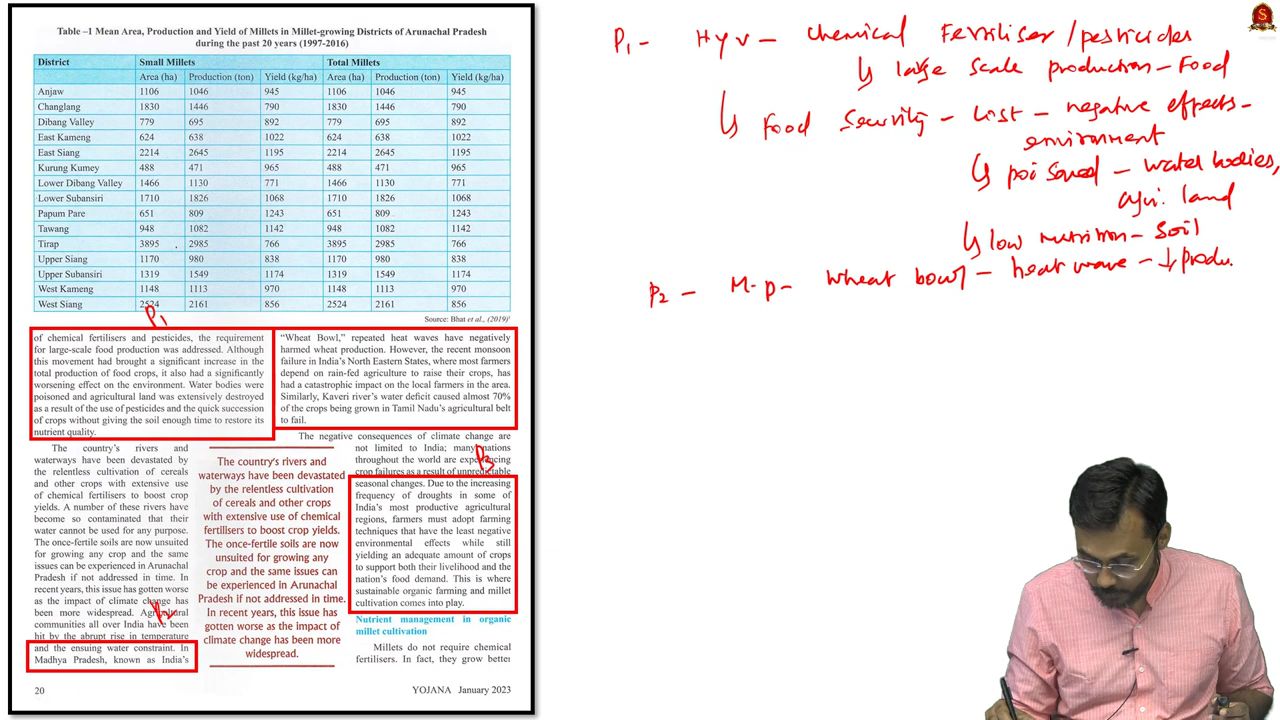 Table –1 Mean Area, Production and Yield of Millets in Millet-growing Districts of Arunachal Pradesh
during the past 20 years (1997-2016)
District Small Millets Total Millets
Area (ha) Production (ton) Yield (kg/ha) Area (ha) Production (ton) Yield (kg/ha)
Anjaw 1106 1046 945 1106 1046 945
Changlang 1830 1446 790 1830 1446 790
Dibang Valley 779 695 892 779 695 892
East Kameng 624 638 1022 624 638 1022
East Siang 2214 2645 1195 2214 2645 1195
Kurung Kumey 488 471 965 488 471 965
Lower Dibang Valley 1466 1130 771 1466 1130 771
Lower Subansiri 1710 1826 1068 1710 1826 1068
Papum Pare 651 809 1243 651 809 1243
Tawang 948 1082 1142 948 1082 1142
Tirap 3895 2985 766 3895 2985 766
Upper Siang 1170 980 838 1170 980 838
Upper Subansiri 1319 1549 1174 1319 1549 1174
West Kameng 1148 1113 970 1148 1113 970
West Siang 2524 2161 856 2524 2161 856
Source: Bhat et al., (2019)¹
P1
of chemical fertilisers and pesticides, the requirement
for large-scale food production was addressed. Although
this movement had brought a significant increase in the
total production of food crops, it also had a significantly
worsening effect on the environment. Water bodies were
poisoned and agricultural land was extensively destroyed
as a result of the use of pesticides and the quick succession
of crops without giving the soil enough time to restore its
nutrient quality.
The country's rivers and
waterways have been devastated by
the relentless cultivation of cereals
and other crops with extensive use
of chemical fertilisers to boost crop
yields. A number of these rivers have
become so contaminated that their
water cannot be used for any purpose.
The once-fertile soils are now unsuited
for growing any crop and the same
issues can be experienced in Arunachal
Pradesh if not addressed in time. In
recent years, this issue has gotten worse
as the impact of climate change has
been more widespread. Agricultural
communities all over India have been
hit by the abrupt rise in temperature
and the ensuing water constraint. In
Madhya Pradesh, known as India's
P2
The country's rivers and
waterways have been devastated
by the relentless cultivation
of cereals and other crops
with extensive use of chemical
fertilisers to boost crop yields.
The once-fertile soils are now
unsuited for growing any
crop and the same issues can
be experienced in Arunachal
Pradesh if not addressed in time.
In recent years, this issue has
gotten worse as the impact of
climate change has been more
widespread.
“Wheat Bowl,” repeated heat waves have negatively
harmed wheat production. However, the recent monsoon
failure in India's North Eastern States, where most farmers
depend on rain-fed agriculture to raise their crops, has
had a catastrophic impact on the local farmers in the area.
Similarly, Kaveri river's water deficit caused almost 70%
of the crops being grown in Tamil Nadu's agricultural belt
to fail.
The negative consequences of climate change are
not limited to India; many nations
throughout the world are experiencing
crop failures as a result of unpredictable
seasonal changes. Due to the increasing
frequency of droughts in some of
India's most productive agricultural
regions, farmers must adopt farming
techniques that have the least negative
environmental effects while still
yielding an adequate amount of crops
to support both their livelihood and the
nation's food demand. This is where
sustainable organic farming and millet
cultivation comes into play.
P3
Nutrient management in organic
millet cultivation
Millets do not require chemical
fertilisers. In fact, they grow better
20 YOJANA January 2023
P1 – Hyv – Chemical Fertiliser / pesticides
↳ large scale production – Food
↳ Food Security – Cost – negative effects –
environment
↳ poisoned – water bodies,
agri. land
↳ low nutrition – soil
P2 – M.p – wheat bowl – heat wave – ↓ produ.